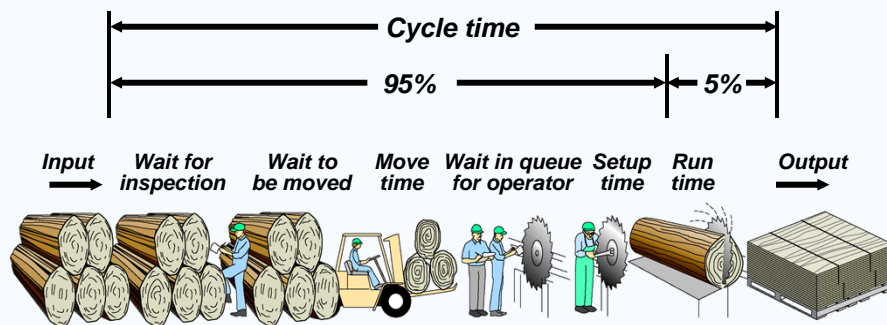 Cycle time
95%
5%
Input
Wait for
inspection
Wait to
be moved
Move
time
Wait in queue
for operator
Setup
time
Run
time
Output